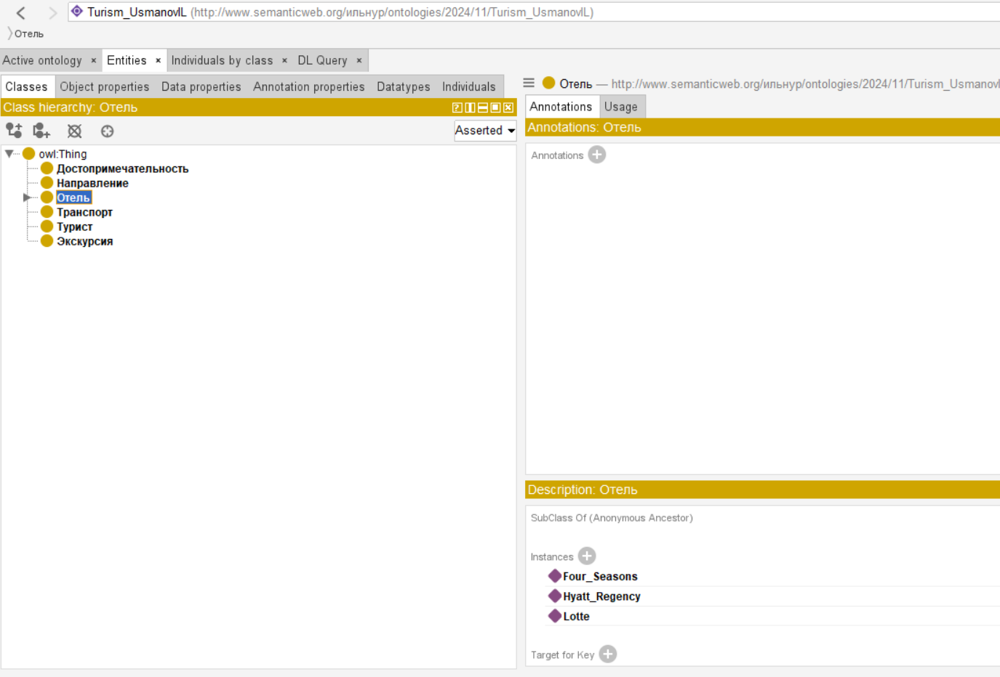 Turism_UsmanovIL (http://www.semanticweb.org/ильнур/ontologies/2024/11/Turism_UsmanovIL)
Отель
Active ontology × Entities × Individuals by class × DL Query ×
Classes Object properties Data properties Annotation properties Datatypes Individuals
Class hierarchy: Отель
Asserted
owl:Thing
Достопримечательность
Направление
Отель
Транспорт
Турист
Экскурсия
Отель — http://www.semanticweb.org/ильнур/ontologies/2024/11/Turism_Usmanov
Annotations Usage
Annotations: Отель
Annotations
Description: Отель
SubClass Of (Anonymous Ancestor)
Instances
Four_Seasons
Hyatt_Regency
Lotte
Target for Key